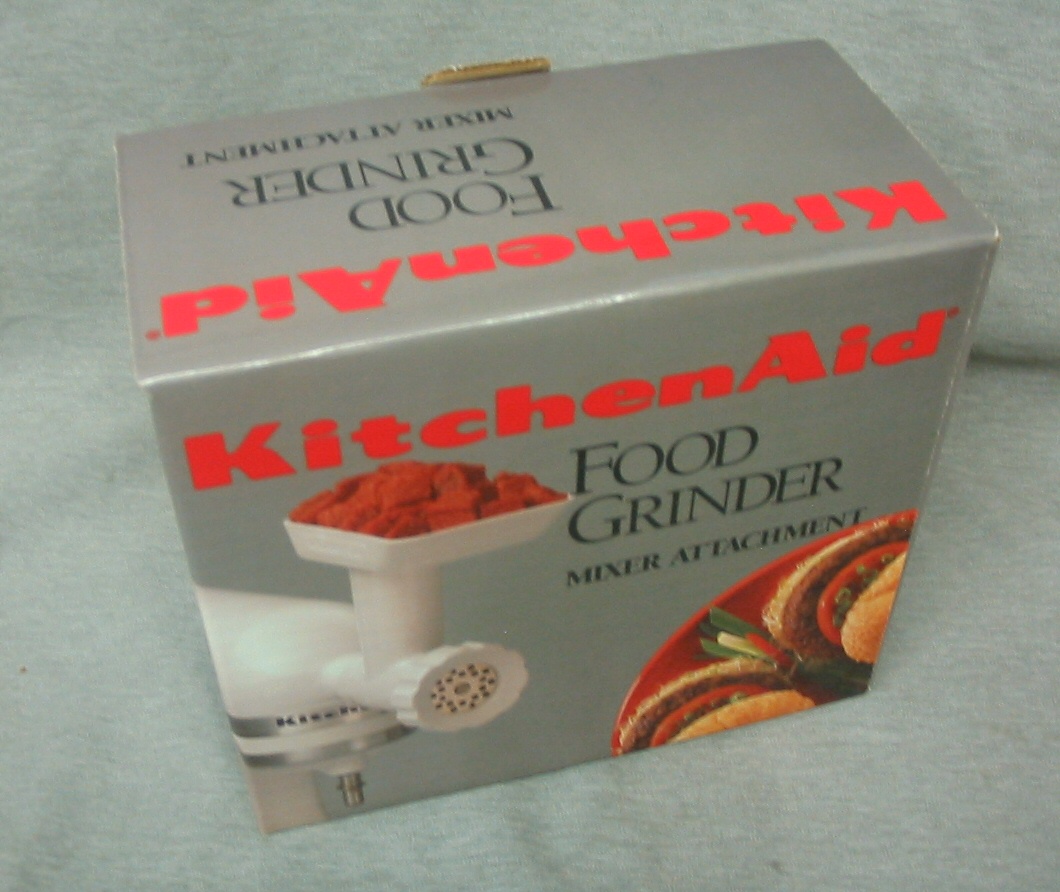 KitchenAid®
FOOD
GRINDER
MIXER ATTACHMENT
KitchenAid®
FOOD
GRINDER
MIXER ATTACHMENT